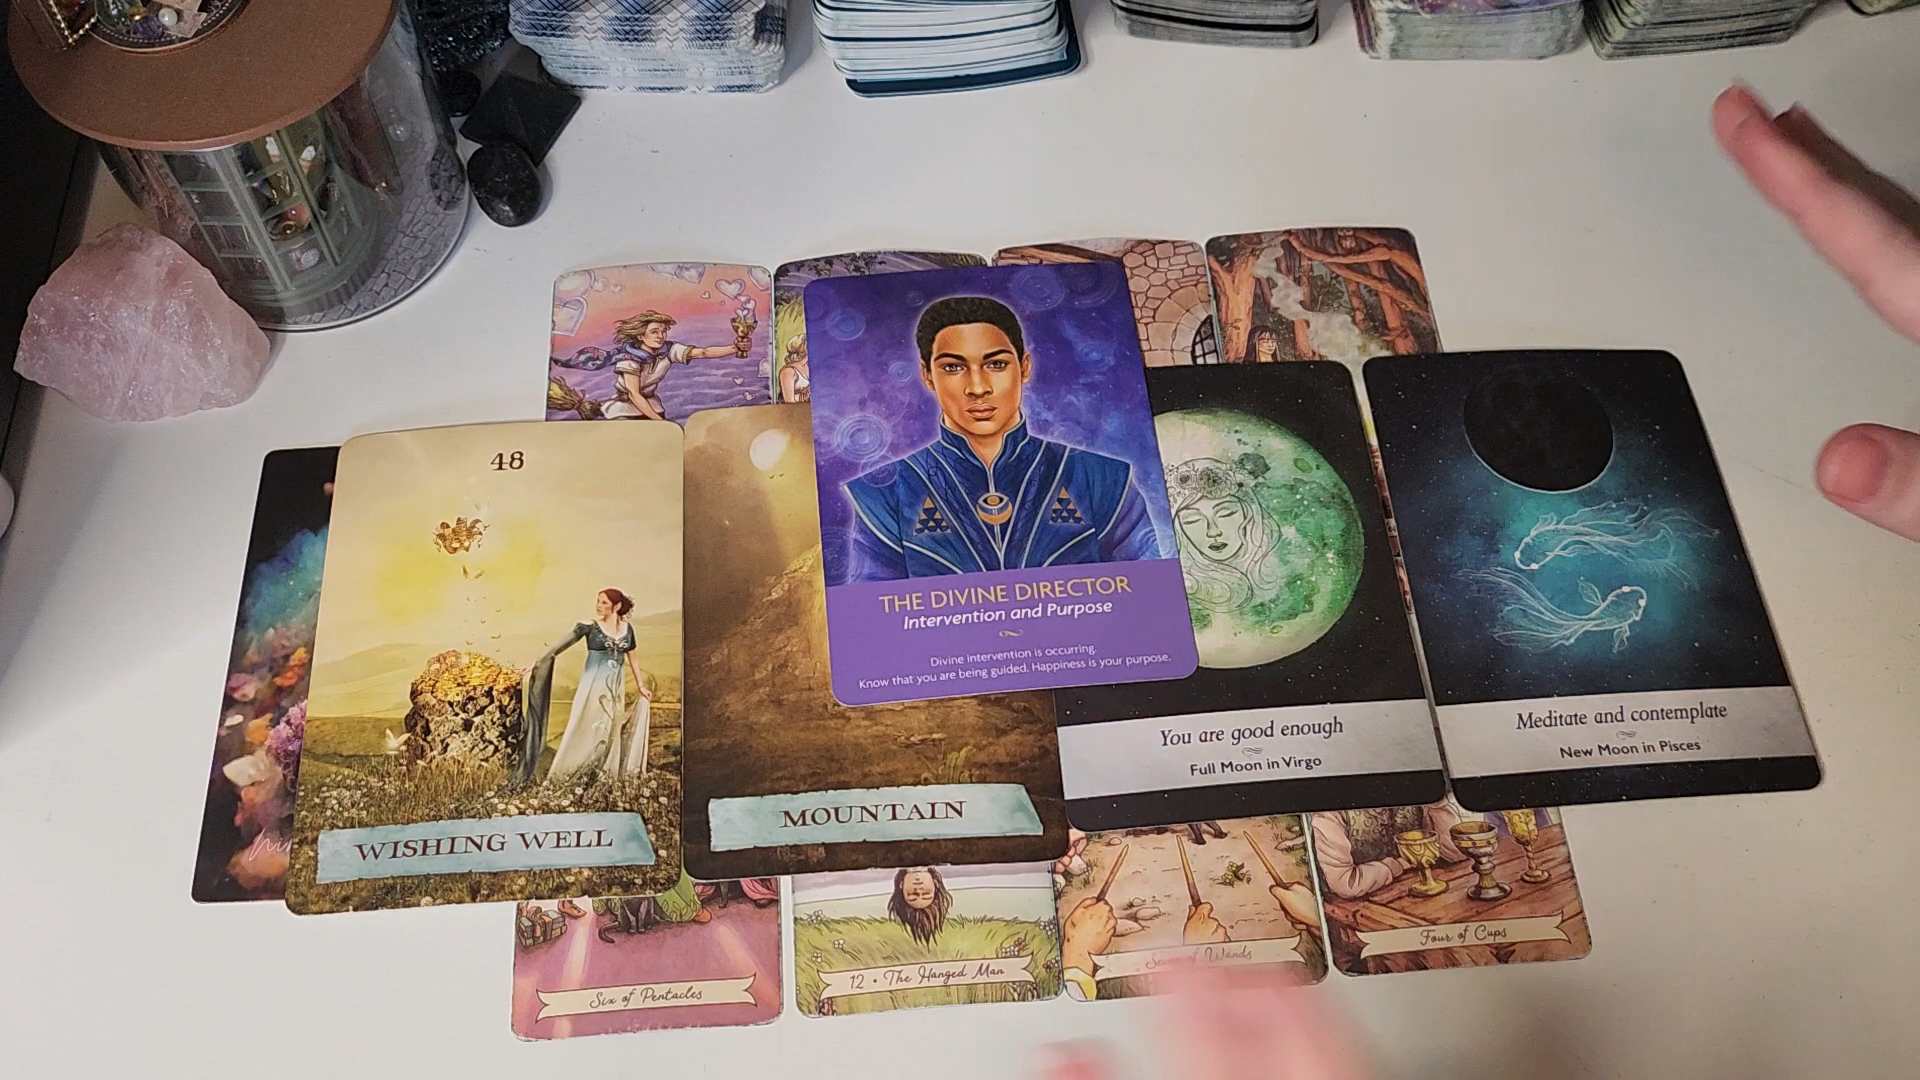 48
WISHING WELL
MOUNTAIN
THE DIVINE DIRECTOR
Intervention and Purpose
Divine intervention is occurring.
Know that you are being guided. Happiness is your purpose.
You are good enough
Full Moon in Virgo
Meditate and contemplate
New Moon in Pisces
Six of Pentacles
12 • The Hanged Man
of Wands
Four of Cups